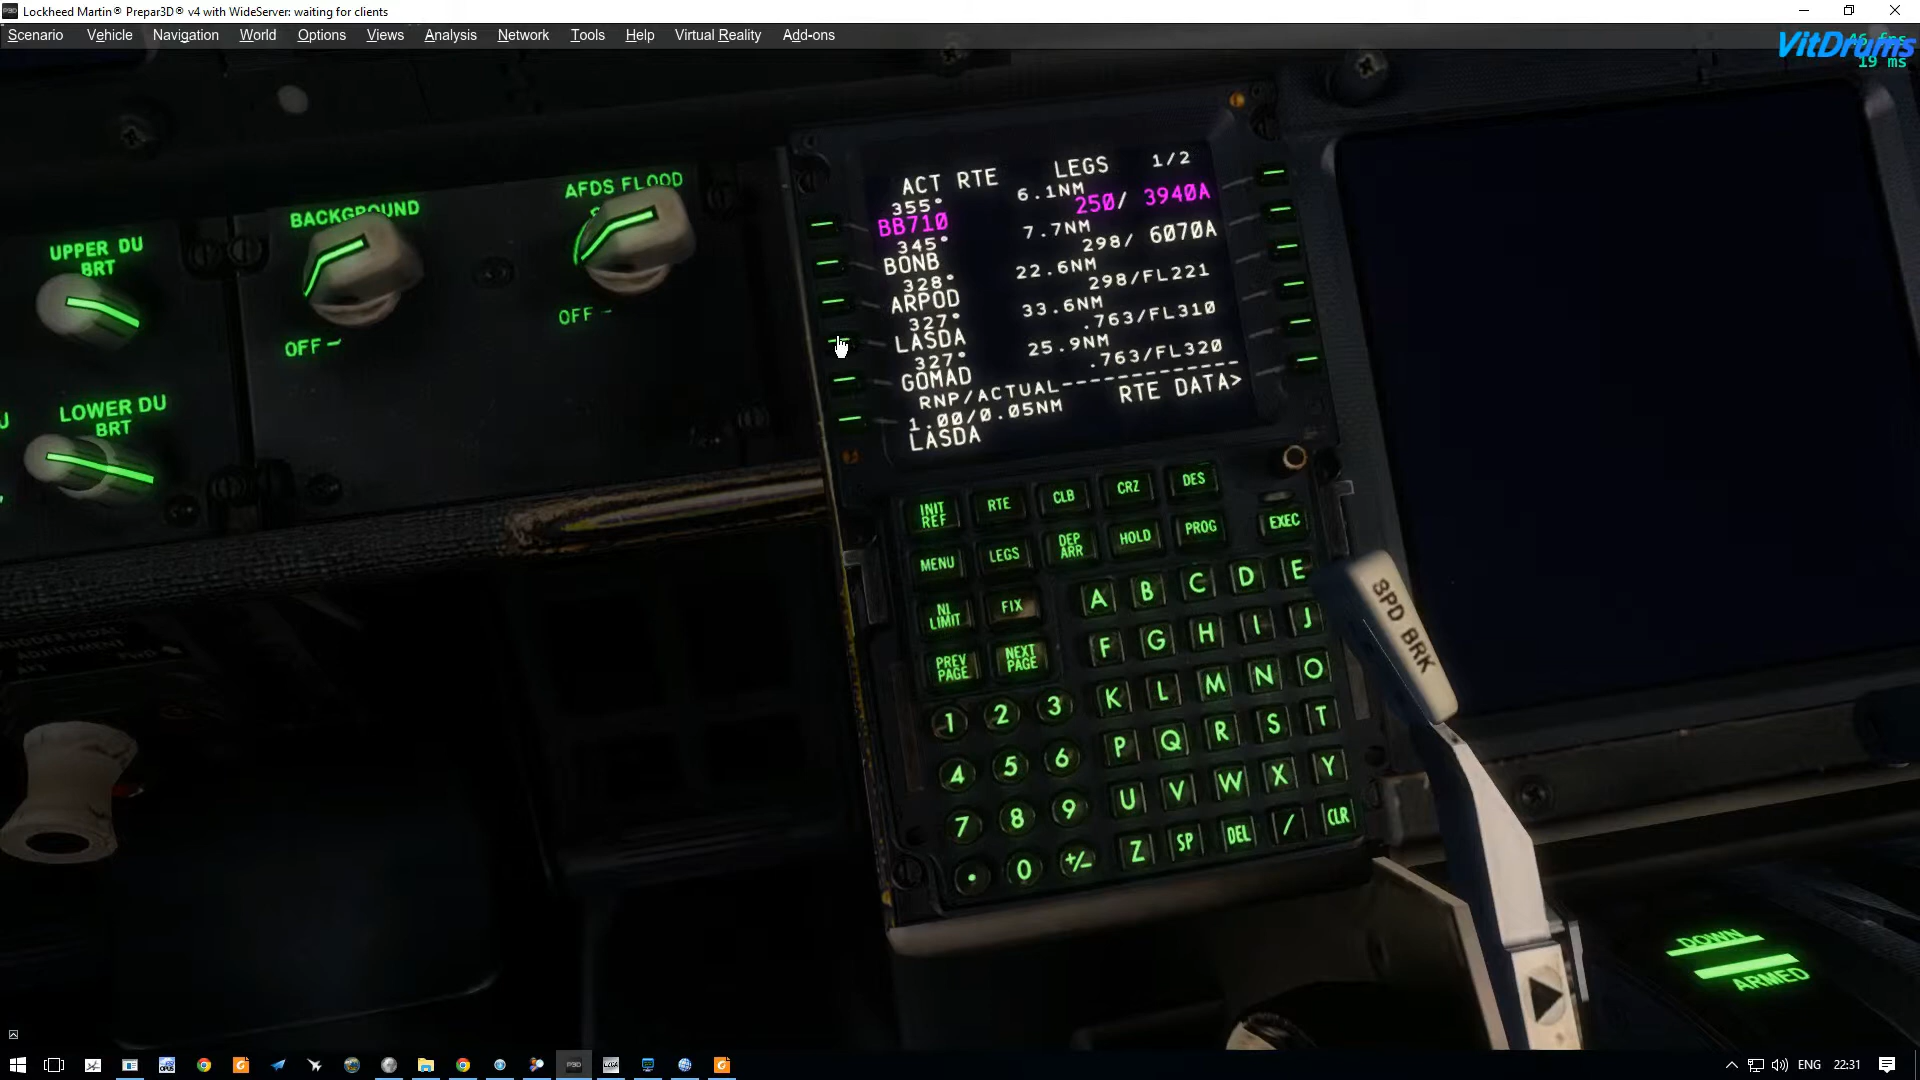 Lockheed Martin® Prepar3D® v4 with WideServer: waiting for clients
Scenario Vehicle Navigation World Options Views Analysis Network Tools Help Virtual Reality Add-ons
VitDrums
19 ms
UPPER DU
BRT
BACKGROUND
OFF
AFDS FLOOD
OFF
LOWER DU
BRT
ACT RTE LEGS 1/2
355° 6.1NM
BB710 250/ 3940A
345° 7.7NM
BONB 298/ 6070A
328° 22.6NM
ARPOD 298/FL221
327° 33.6NM
LASDA .763/FL310
327° 25.9NM
GOMAD .763/FL320
RNP/ACTUAL------------
1.00/0.05NM RTE DATA>
LASDA
INIT
REF
RTE
CLB
CRZ
DES
MENU
LEGS
DEP
ARR
HOLD
PROG
EXEC
N1
LIMIT
FIX
PREV
PAGE
NEXT
PAGE
A B C D E
F G H I J
K L M N O
P Q R S T
U V W X Y
Z SP DEL / CLR
1 2 3
4 5 6
7 8 9
. 0 +/-
SPD BRK
DOWN
ARMED
P3D
ENG
22:31